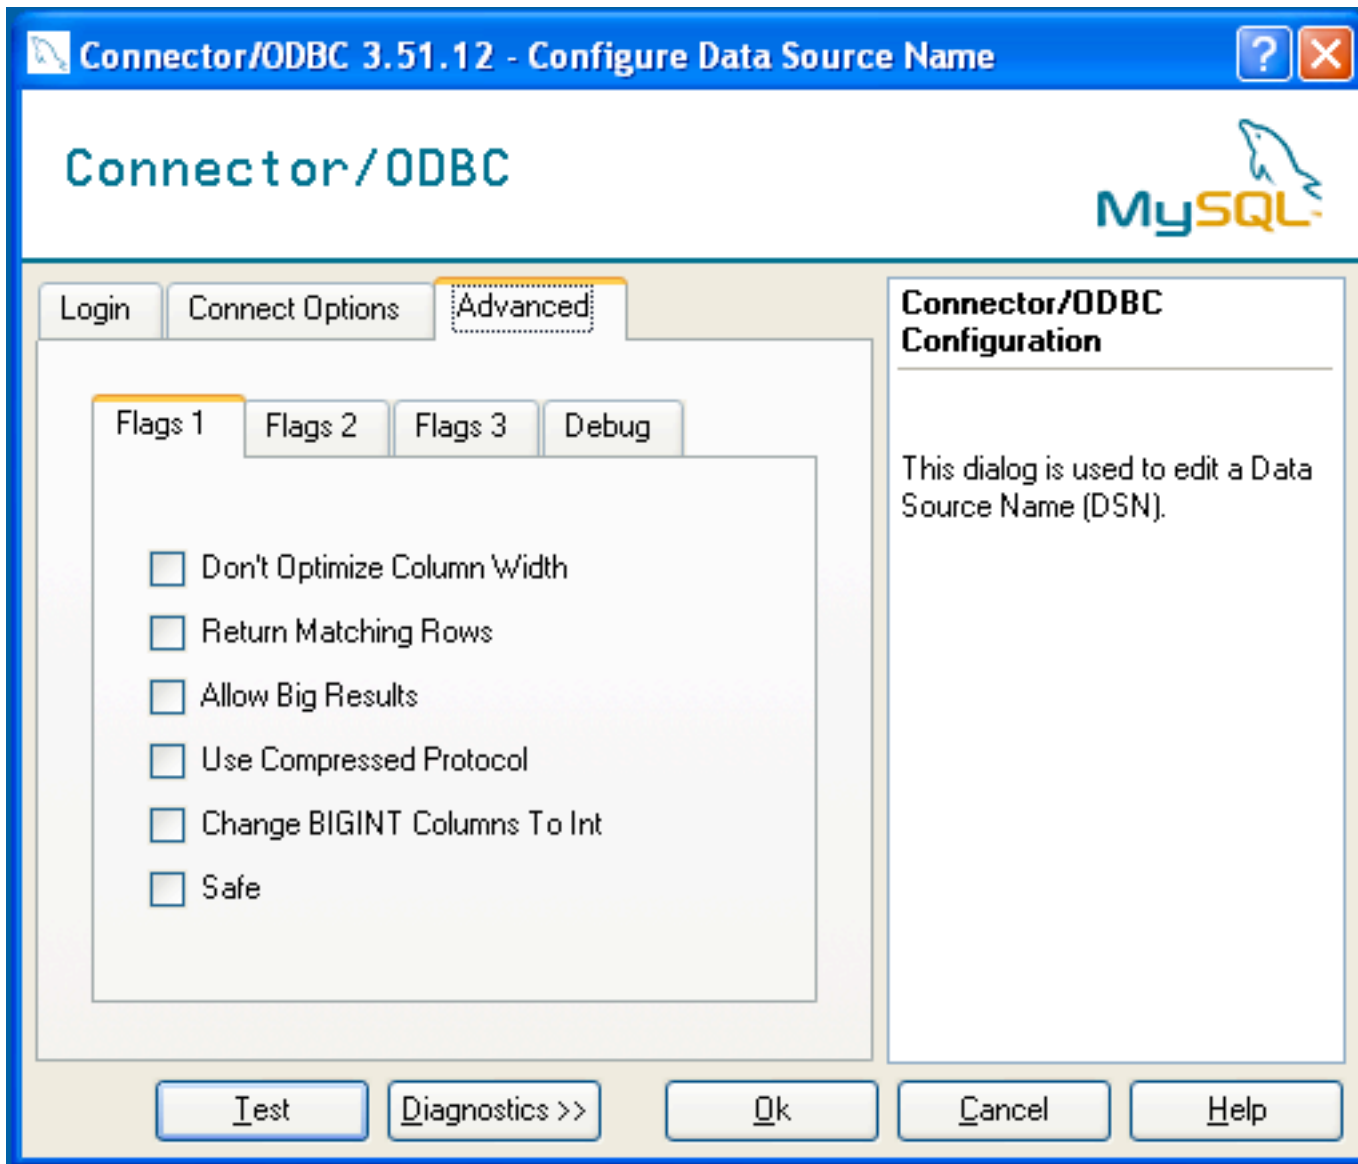 Connector/ODBC 3.51.12 - Configure Data Source Name
?
Connector/ODBC
MySQL
Login
Connect Options
Advanced
Flags 1
Flags 2
Flags 3
Debug
Don't Optimize Column Width
Return Matching Rows
Allow Big Results
Use Compressed Protocol
Change BIGINT Columns To Int
Safe
Connector/ODBC
Configuration
This dialog is used to edit a Data
Source Name (DSN).
Test
Diagnostics >>
Ok
Cancel
Help